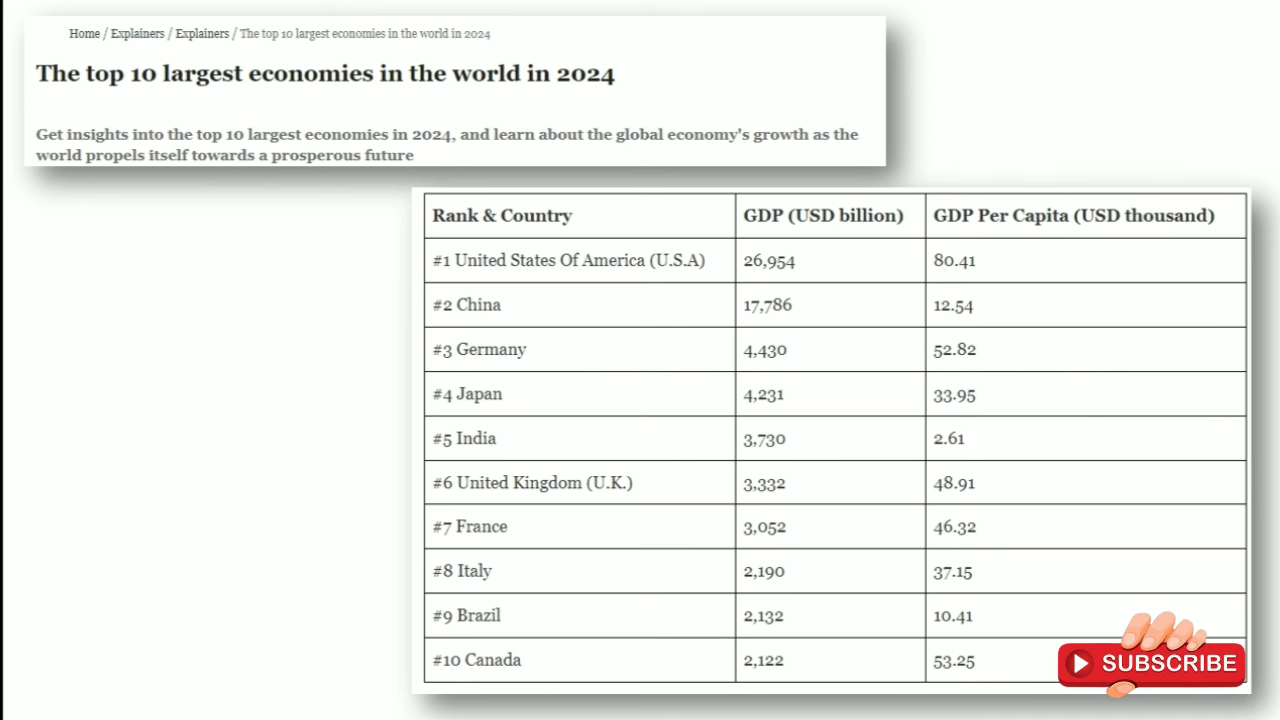 Home / Explainers / Explainers / The top 10 largest economies in the world in 2024
The top 10 largest economies in the world in 2024
Get insights into the top 10 largest economies in 2024, and learn about the global economy's growth as the
world propels itself towards a prosperous future
Rank & Country GDP (USD billion) GDP Per Capita (USD thousand)
#1 United States Of America (U.S.A) 26,954 80.41
#2 China 17,786 12.54
#3 Germany 4,430 52.82
#4 Japan 4,231 33.95
#5 India 3,730 2.61
#6 United Kingdom (U.K.) 3,332 48.91
#7 France 3,052 46.32
#8 Italy 2,190 37.15
#9 Brazil 2,132 10.41
#10 Canada 2,122 53.25
SUBSCRIBE